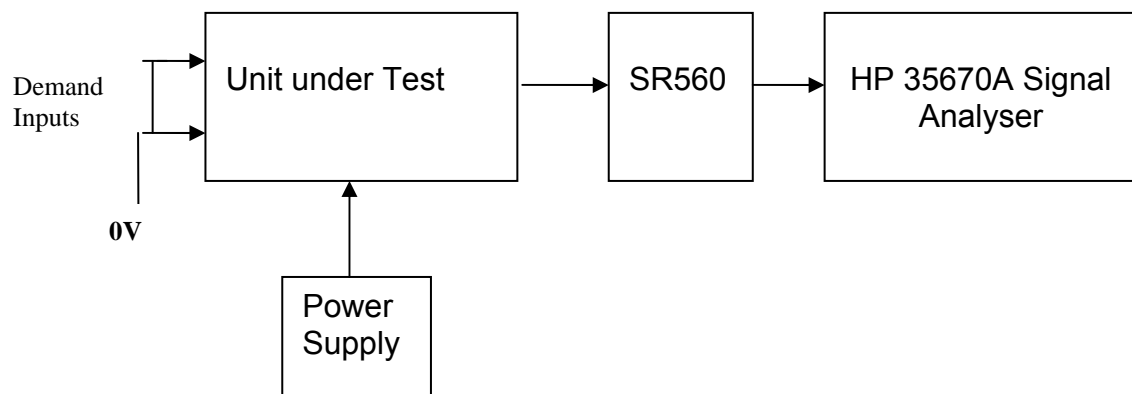 Demand
Inputs
0V
Unit under Test
SR560
HP 35670A Signal
Analyser
Power
Supply